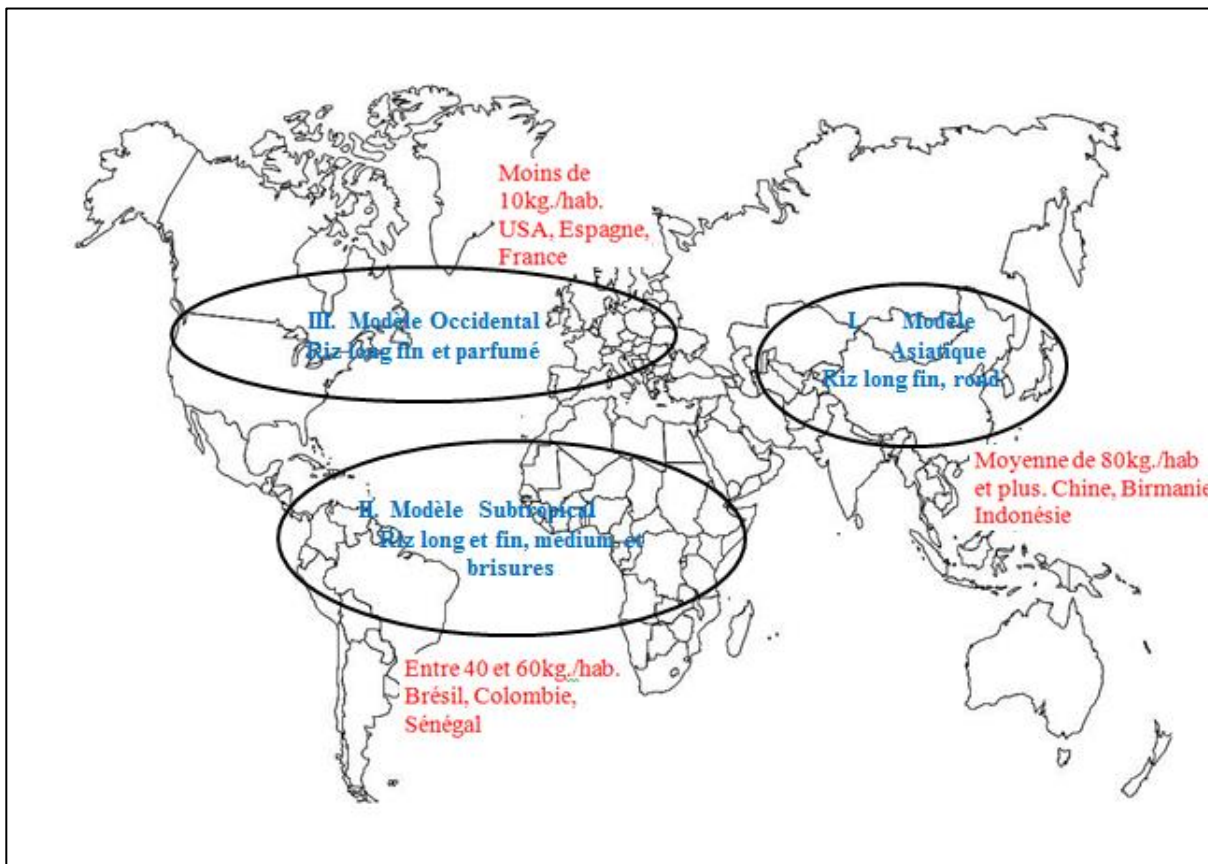 Moins de
10kg./hab.
USA, Espagne,
France
III. Modèle Occidental
Riz long fin et parfumé
I. Modèle
Asiatique
Riz long fin, rond
Moyenne de 80kg./hab
et plus. Chine, Birmanie
Indonésie
II. Modèle Subtropical
Riz long et fin, médium et
brisures
Entre 40 et 60kg./hab.
Brésil, Colombie,
Sénégal